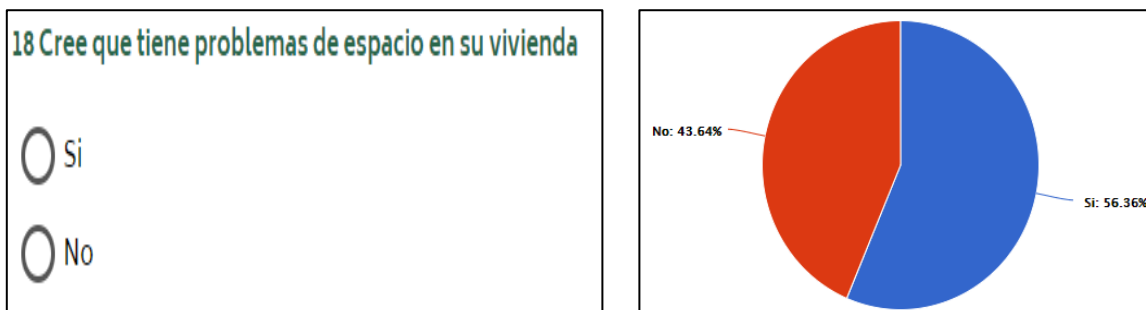 18 Cree que tiene problemas de espacio en su vivienda
Si
No
No: 43.64%
Si: 56.36%